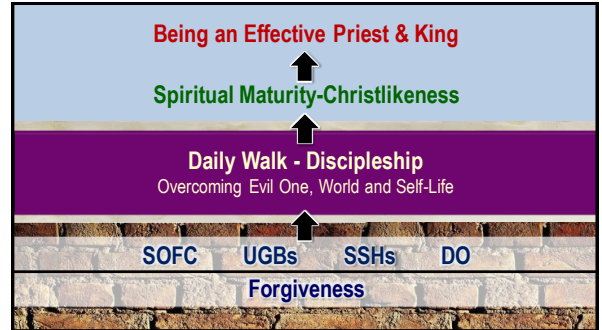 Being an Effective Priest & King
Spiritual Maturity-Christlikeness
Daily Walk - Discipleship
Overcoming Evil One, World and Self-Life
SOFC UGBs SSHs DO
Forgiveness